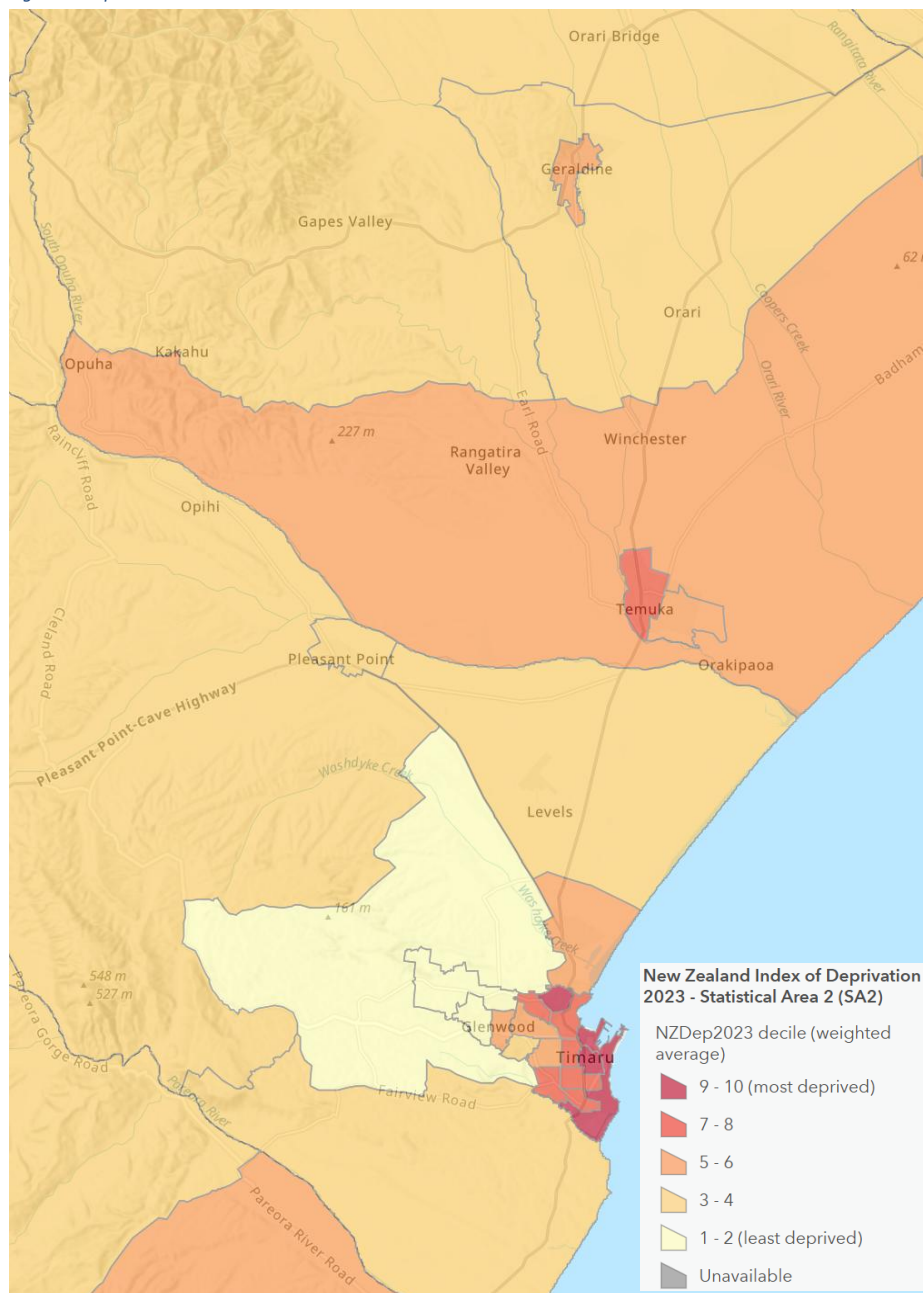 Orari Bridge
Rangitata River
Geraldine
Gapes Valley
South Opuha River
62
Orari
Coopers Creek
Kakahu
Opuha
Orari River
Badham
Earl Road
227 m
Winchester
Rangatira
Valley
Raincliff Road
Opihi
Temuka
Cleland Road
Pleasant Point
Orakipaoa
Pleasant Point-Cave Highway
Washdyke Creek
Levels
161 m
Washdyke Creek
548 m
527 m
Pareora Gorge Road
Glenwood
Timaru
Fairview Road
Pareora River
Pareora River Road
New Zealand Index of Deprivation
2023 - Statistical Area 2 (SA2)
NZDep2023 decile (weighted
average)
9 - 10 (most deprived)
7 - 8
5 - 6
3 - 4
1 - 2 (least deprived)
Unavailable